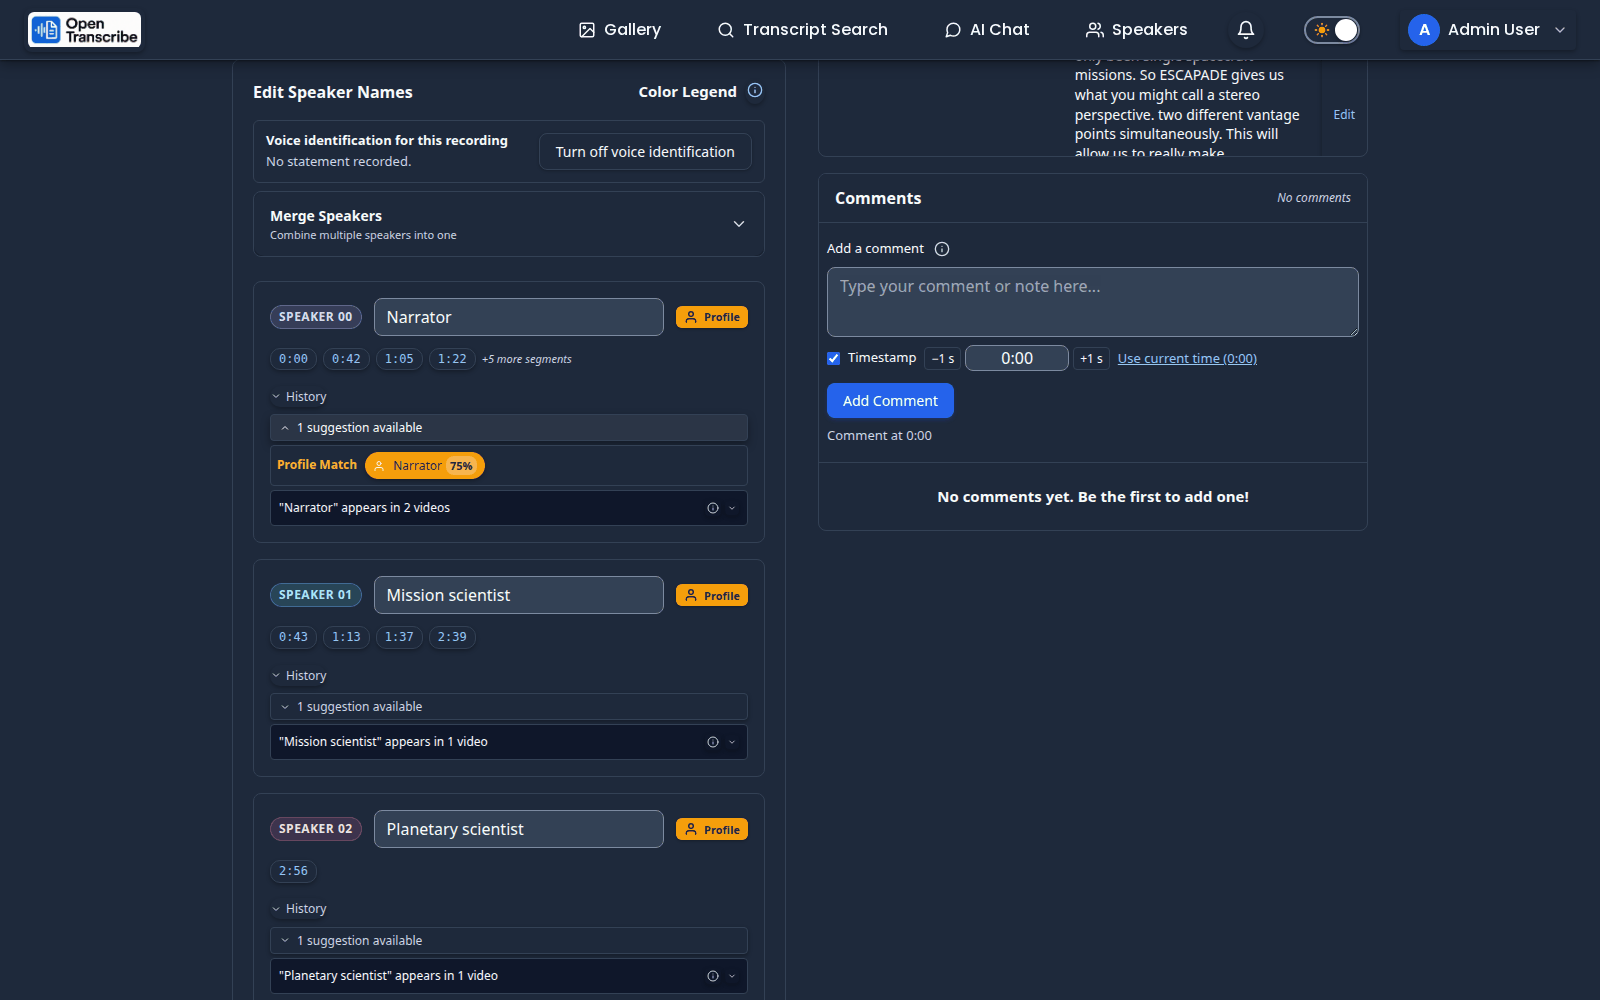 Open
Transcribe
Gallery
Transcript Search
AI Chat
Speakers
A
Admin User
Edit Speaker Names
Color Legend
Voice identification for this recording
No statement recorded.
Turn off voice identification
Merge Speakers
Combine multiple speakers into one
SPEAKER 00
Narrator
Profile
0:00
0:42
1:05
1:22
+5 more segments
History
1 suggestion available
Profile Match
Narrator
75%
"Narrator" appears in 2 videos
SPEAKER 01
Mission scientist
Profile
0:43
1:13
1:37
2:39
History
1 suggestion available
"Mission scientist" appears in 1 video
SPEAKER 02
Planetary scientist
Profile
2:56
History
1 suggestion available
"Planetary scientist" appears in 1 video
missions. So ESCAPADE gives us
what you might call a stereo
perspective. two different vantage
points simultaneously. This will
allow us to really make
Edit
Comments
No comments
Add a comment
Type your comment or note here...
Timestamp
−1 s
0:00
+1 s
Use current time (0:00)
Add Comment
Comment at 0:00
No comments yet. Be the first to add one!